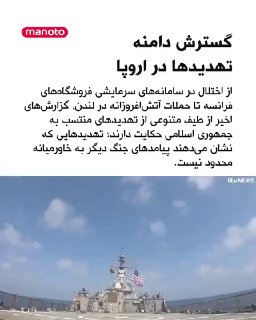 manoto
گسترش دامنه
تهدیدها در اروپا
از اختلال در سامانه‌های سرمایشی فروشگاه‌های
فرانسه تا حملات آتش‌افروزانه در لندن، گزارش‌های
اخیر از طیف متنوعی از تهدیدهای منتسب به
جمهوری اسلامی حکایت دارند؛ تهدیدهایی که
نشان می‌دهند پیامدهای جنگ دیگر به خاورمیانه
محدود نیست.
itvNEWS